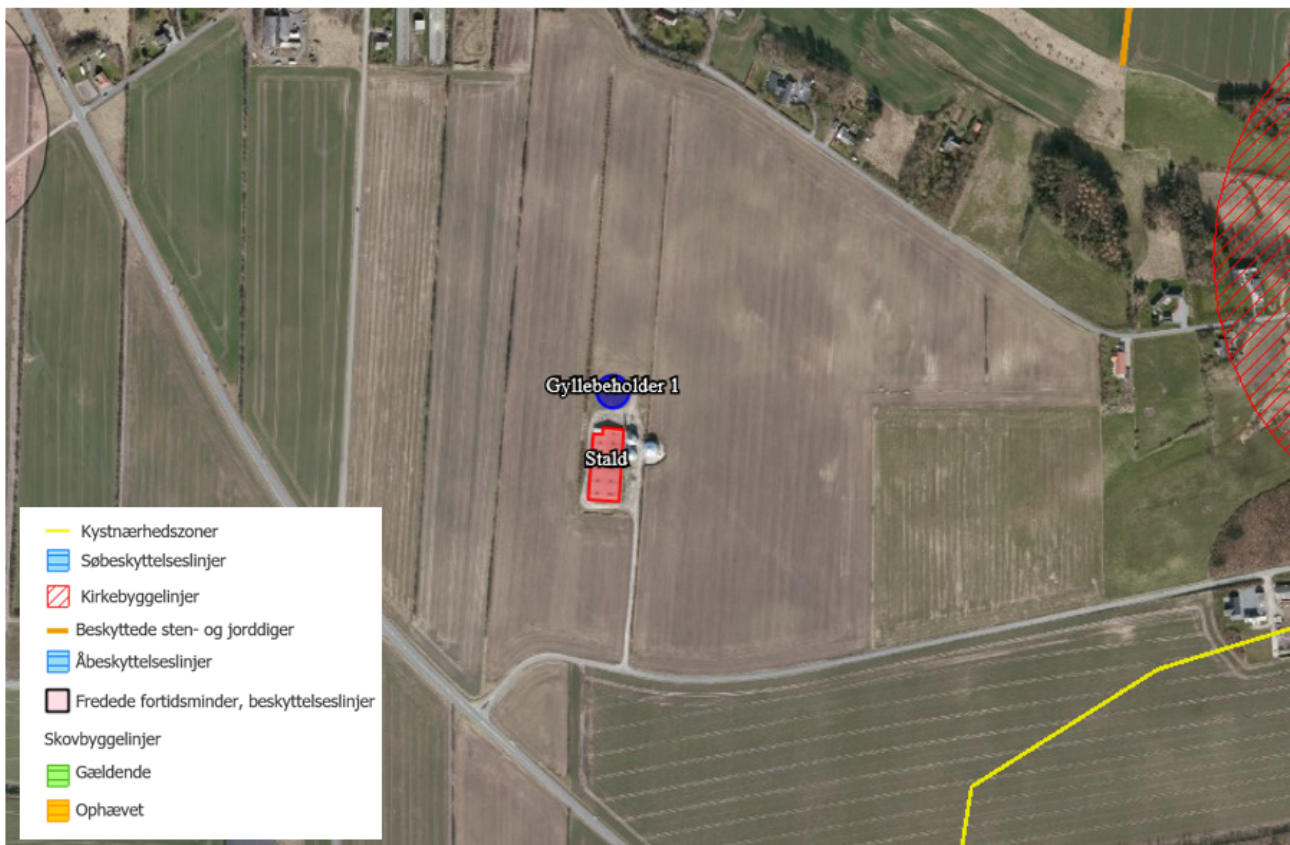 Gyllebeholder 1
Stald
Kystnærhedszoner
Søbeskyttelseslinjer
Kirkebyggelinjer
Beskyttede sten- og jorddiger
Åbeskyttelseslinjer
Fredede fortidsminder, beskyttelseslinjer
Skovbyggelinjer
Gældende
Ophævet